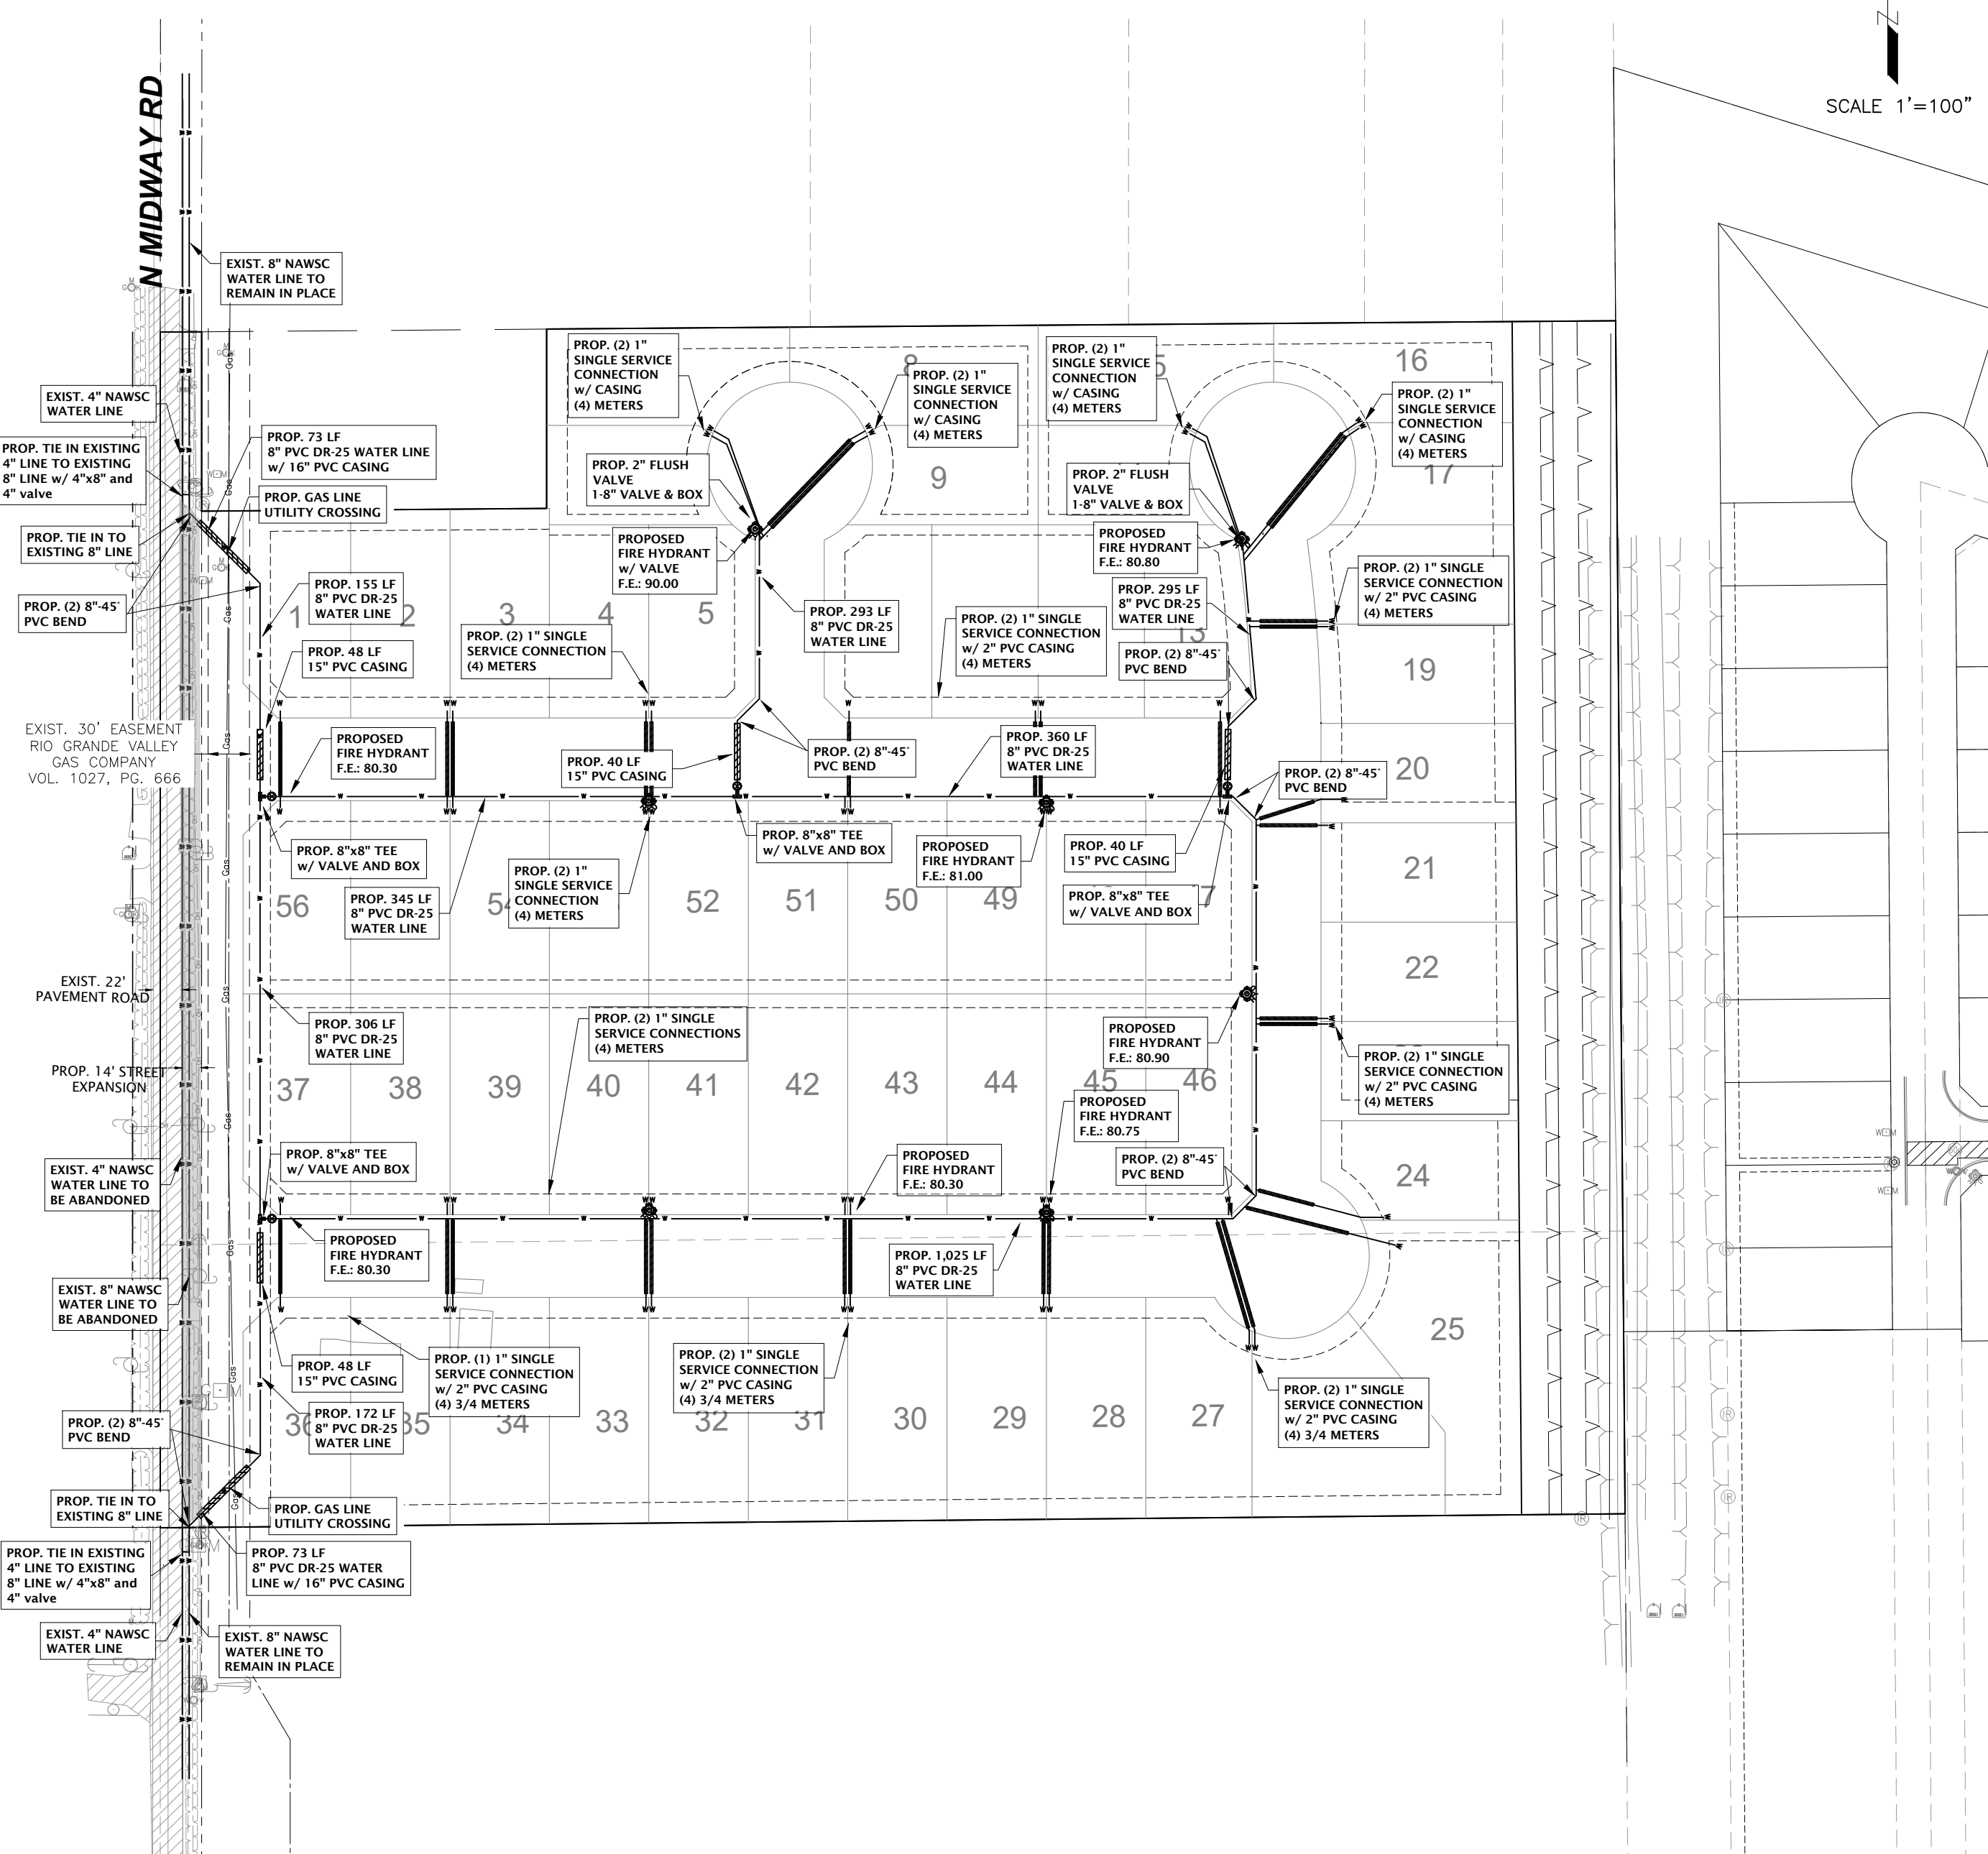 N MIDWAY RD
SCALE 1'=100"
EXIST. 8" NAWSC
WATER LINE TO
REMAIN IN PLACE
EXIST. 4" NAWSC
WATER LINE
PROP. TIE IN EXISTING
4" LINE TO EXISTING
8" LINE w/ 4"x8" and
4" valve
PROP. 73 LF
8" PVC DR-25 WATER LINE
w/ 16" PVC CASING
PROP. GAS LINE
UTILITY CROSSING
PROP. TIE IN TO
EXISTING 8" LINE
PROP. (2) 8"-45°
PVC BEND
PROP. 155 LF
8" PVC DR-25
WATER LINE
PROP. 48 LF
15" PVC CASING
EXIST. 30' EASEMENT
RIO GRANDE VALLEY
GAS COMPANY
VOL. 1027, PG. 666
PROP. (2) 1"
SINGLE SERVICE
CONNECTION
w/ CASING
(4) METERS
PROP. (2) 1"
SINGLE SERVICE
CONNECTION
w/ CASING
(4) METERS
PROP. (2) 1"
SINGLE SERVICE
CONNECTION
w/ CASING
(4) METERS
PROP. (2) 1"
SINGLE SERVICE
CONNECTION
w/ CASING
(4) METERS
8
16
9
17
PROP. 2" FLUSH
VALVE
1-8" VALVE & BOX
PROP. 2" FLUSH
VALVE
1-8" VALVE & BOX
PROPOSED
FIRE HYDRANT
w/ VALVE
F.E.: 90.00
PROPOSED
FIRE HYDRANT
F.E.: 80.80
PROP. (2) 1" SINGLE
SERVICE CONNECTION
w/ 2" PVC CASING
(4) METERS
1
2
3
4
5
13
19
PROP. 293 LF
8" PVC DR-25
WATER LINE
PROP. 295 LF
8" PVC DR-25
WATER LINE
PROP. (2) 1" SINGLE
SERVICE CONNECTION
(4) METERS
PROP. (2) 1" SINGLE
SERVICE CONNECTION
w/ 2" PVC CASING
(4) METERS
PROP. (2) 8"-45°
PVC BEND
PROPOSED
FIRE HYDRANT
F.E.: 80.30
PROP. 40 LF
15" PVC CASING
PROP. (2) 8"-45°
PVC BEND
PROP. 360 LF
8" PVC DR-25
WATER LINE
PROP. (2) 8"-45°
PVC BEND
20
PROP. 8"x8" TEE
w/ VALVE AND BOX
PROP. 8"x8" TEE
w/ VALVE AND BOX
PROPOSED
FIRE HYDRANT
F.E.: 81.00
PROP. 40 LF
15" PVC CASING
PROP. 345 LF
8" PVC DR-25
WATER LINE
PROP. (2) 1"
SINGLE SERVICE
CONNECTION
(4) METERS
PROP. 8"x8" TEE
w/ VALVE AND BOX
56
52
51
50
49
21
22
EXIST. 22'
PAVEMENT ROAD
PROP. 306 LF
8" PVC DR-25
WATER LINE
PROP. (2) 1" SINGLE
SERVICE CONNECTIONS
(4) METERS
PROPOSED
FIRE HYDRANT
F.E.: 80.90
PROP. (2) 1" SINGLE
SERVICE CONNECTION
w/ 2" PVC CASING
(4) METERS
PROP. 14' STREET
EXPANSION
37
38
39
40
41
42
43
44
45
46
PROPOSED
FIRE HYDRANT
F.E.: 80.75
EXIST. 4" NAWSC
WATER LINE TO
BE ABANDONED
PROP. 8"x8" TEE
w/ VALVE AND BOX
PROPOSED
FIRE HYDRANT
F.E.: 80.30
PROP. (2) 8"-45°
PVC BEND
24
PROPOSED
FIRE HYDRANT
F.E.: 80.30
PROP. 1,025 LF
8" PVC DR-25
WATER LINE
EXIST. 8" NAWSC
WATER LINE TO
BE ABANDONED
25
PROP. 48 LF
15" PVC CASING
PROP. (1) 1" SINGLE
SERVICE CONNECTION
w/ 2" PVC CASING
(4) 3/4 METERS
PROP. (2) 1" SINGLE
SERVICE CONNECTION
w/ 2" PVC CASING
(4) 3/4 METERS
PROP. (2) 1" SINGLE
SERVICE CONNECTION
w/ 2" PVC CASING
(4) 3/4 METERS
PROP. (2) 8"-45°
PVC BEND
PROP. 172 LF
8" PVC DR-25
WATER LINE
36
35
34
33
32
31
30
29
28
27
PROP. TIE IN TO
EXISTING 8" LINE
PROP. GAS LINE
UTILITY CROSSING
PROP. TIE IN EXISTING
4" LINE TO EXISTING
8" LINE w/ 4"x8" and
4" valve
PROP. 73 LF
8" PVC DR-25 WATER
LINE w/ 16" PVC CASING
EXIST. 4" NAWSC
WATER LINE
EXIST. 8" NAWSC
WATER LINE TO
REMAIN IN PLACE